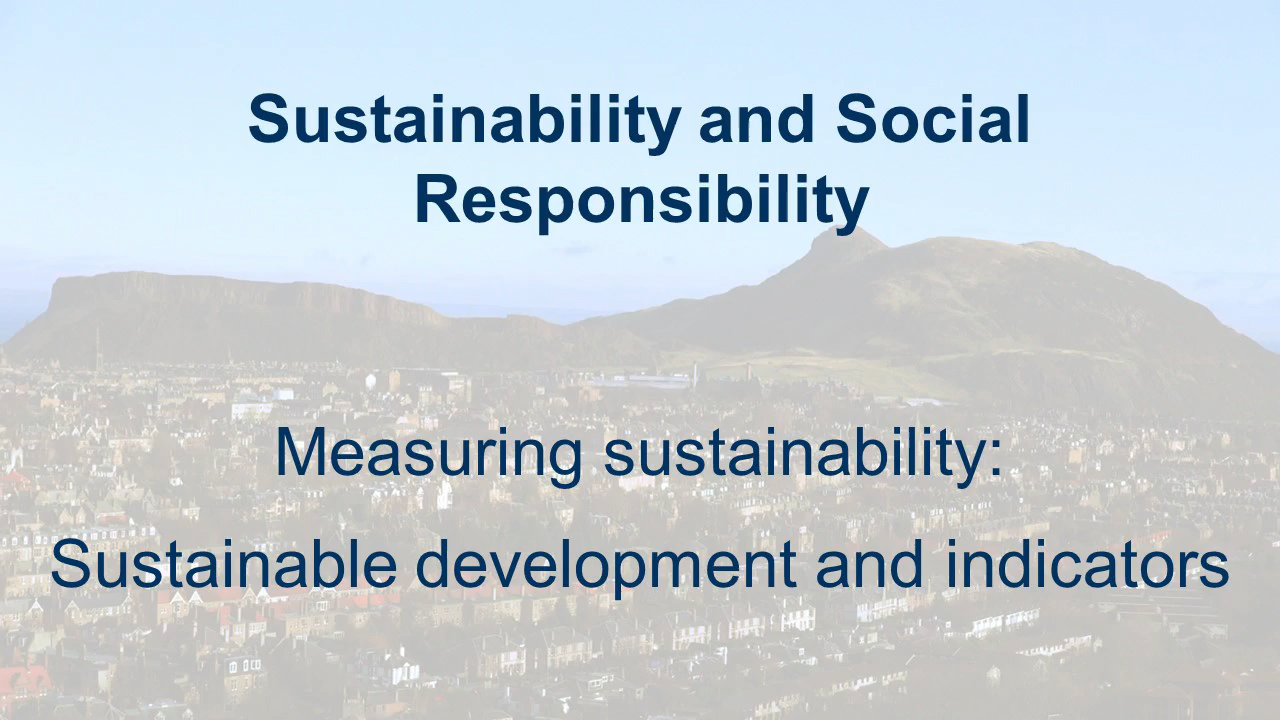 Sustainability and Social
Responsibility
Measuring sustainability:
Sustainable development and indicators